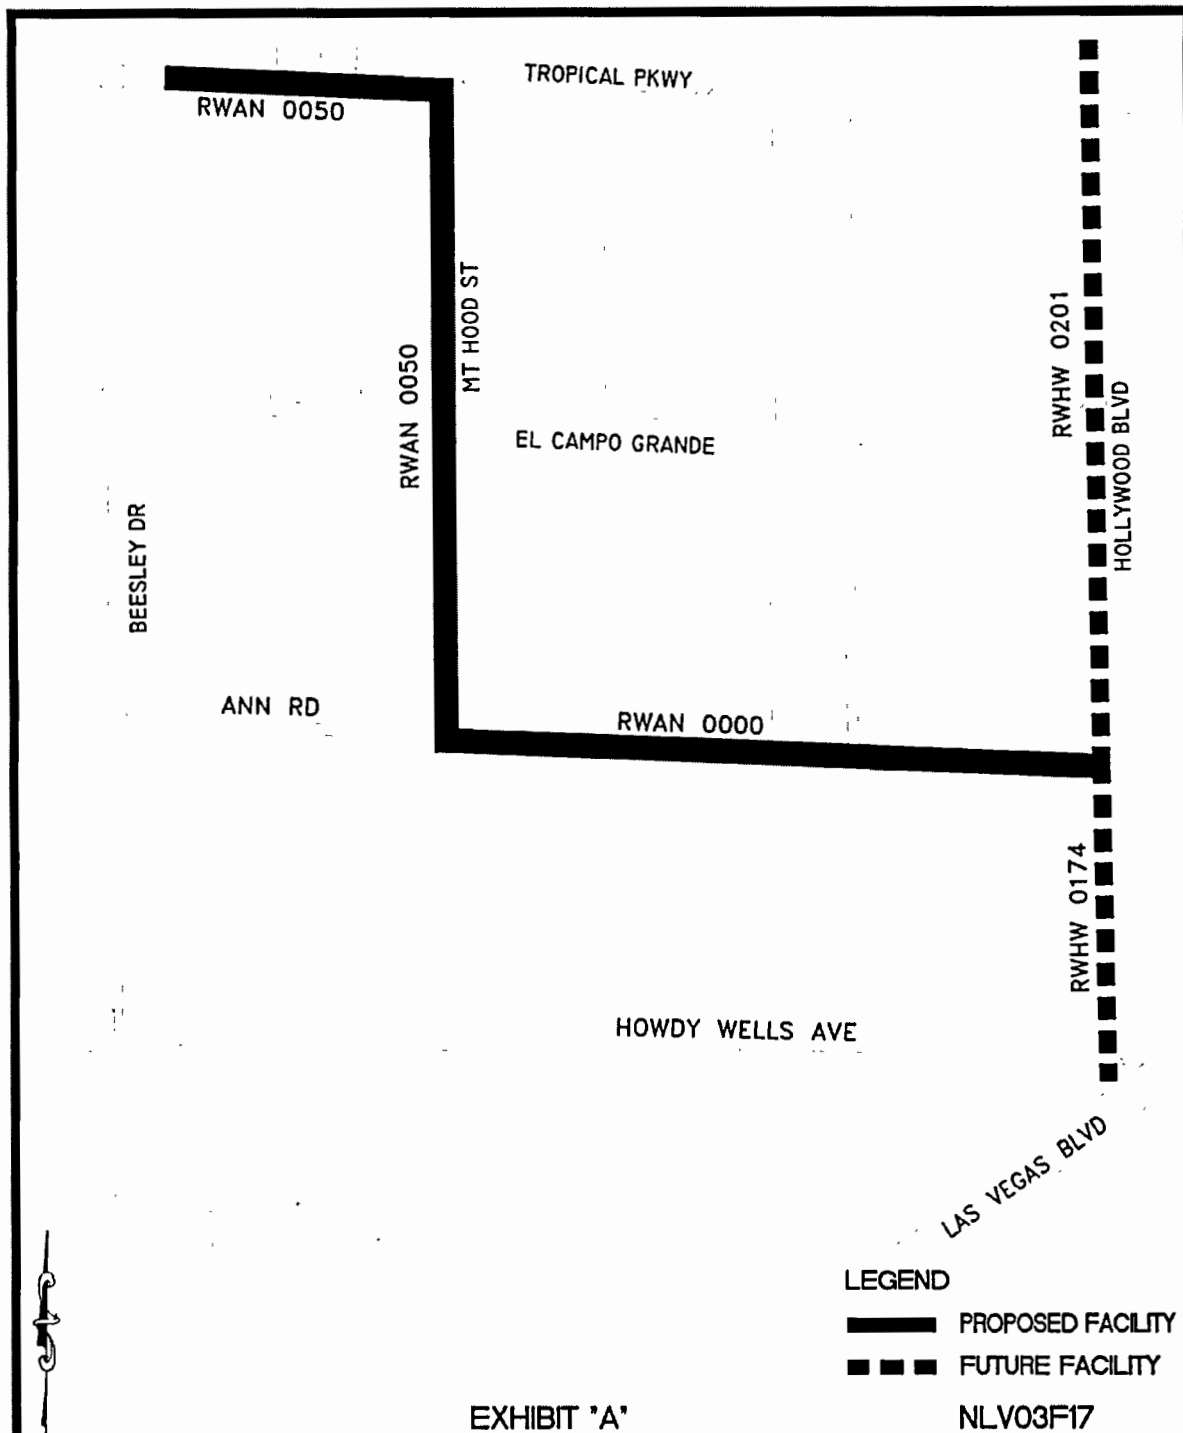 TROPICAL PKWY
RWAN 0050
MT HOOD ST
RWAN 0050
RWHW 0201
HOLLYWOOD BLVD
EL CAMPO GRANDE
BEESLEY DR
ANN RD
RWAN 0000
RWHW 0174
HOWDY WELLS AVE
LAS VEGAS BLVD
LEGEND
PROPOSED FACILITY
FUTURE FACILITY
EXHIBIT "A"
NLV03F17